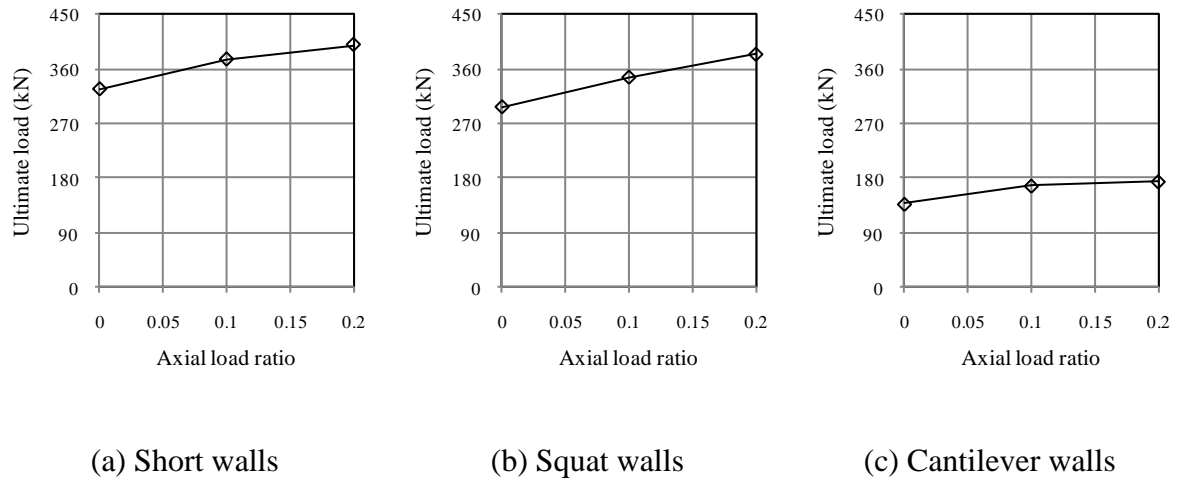 450
360
270
180
90
0
Ultimate load (kN)
0 0.05 0.1 0.15 0.2
Axial load ratio
(a) Short walls
450
360
270
180
90
0
Ultimate load (kN)
0 0.05 0.1 0.15 0.2
Axial load ratio
(b) Squat walls
450
360
270
180
90
0
Ultimate load (kN)
0 0.05 0.1 0.15 0.2
Axial load ratio
(c) Cantilever walls